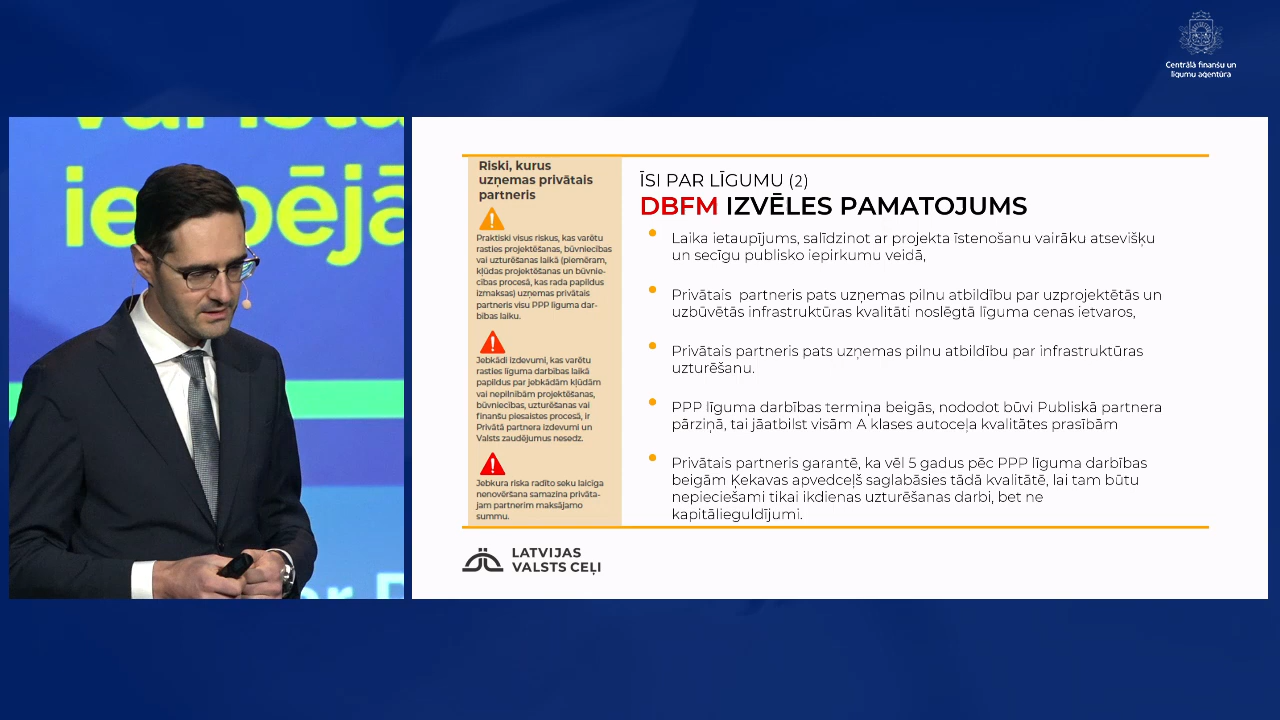 Centrālā finanšu un
līgumu aģentūra
iespējā
Riski, kurus
uzņemas privātais
partneris
Praktiski visus riskus, kas varētu
rasties projektēšanas, būvniecības
vai uzturēšanas laikā (piemēram,
kļūdas projektēšanas un būvnie-
cības procesā, kas rada papildus
izmaksas) uzņemas privātais
partneris visu PPP līguma dar-
bības laiku.
Jebkādi izdevumi, kas varētu
rasties līguma darbības laikā
papildus par jebkādām kļūdām
vai nepilnībām projektēšanas,
būvniecības, uzturēšanas vai
finanšu piesaistes procesā, ir
Privātā partnera izdevumi un
Valsts zaudējumus nesedz.
Jebkura riska radīto seku laicīga
nenovēršana samazina privāta-
jam partnerim maksājamo
summu.
ĪSI PAR LĪGUMU (2)
DBFM IZVĒLES PAMATOJUMS
Laika ietaupījums, salīdzinot ar projekta īstenošanu vairāku atsevišķu
un secīgu publisko iepirkumu veidā,
Privātais partneris pats uzņemas pilnu atbildību par uzprojektētās un
uzbūvētās infrastruktūras kvalitāti noslēgtā līguma cenas ietvaros,
Privātais partneris pats uzņemas pilnu atbildību par infrastruktūras
uzturēšanu.
PPP līguma darbības termiņa beigās, nododot būvi Publiskā partnera
pārziņā, tai jāatbilst visām A klases autoceļa kvalitātes prasībām
Privātais partneris garantē, ka vēl 5 gadus pēc PPP līguma darbības
beigām Ķekavas apvedceļš saglabāsies tādā kvalitātē, lai tam būtu
nepieciešami tikai ikdienas uzturēšanas darbi, bet ne
kapitālieguldījumi.
LATVIJAS
VALSTS CEĻI